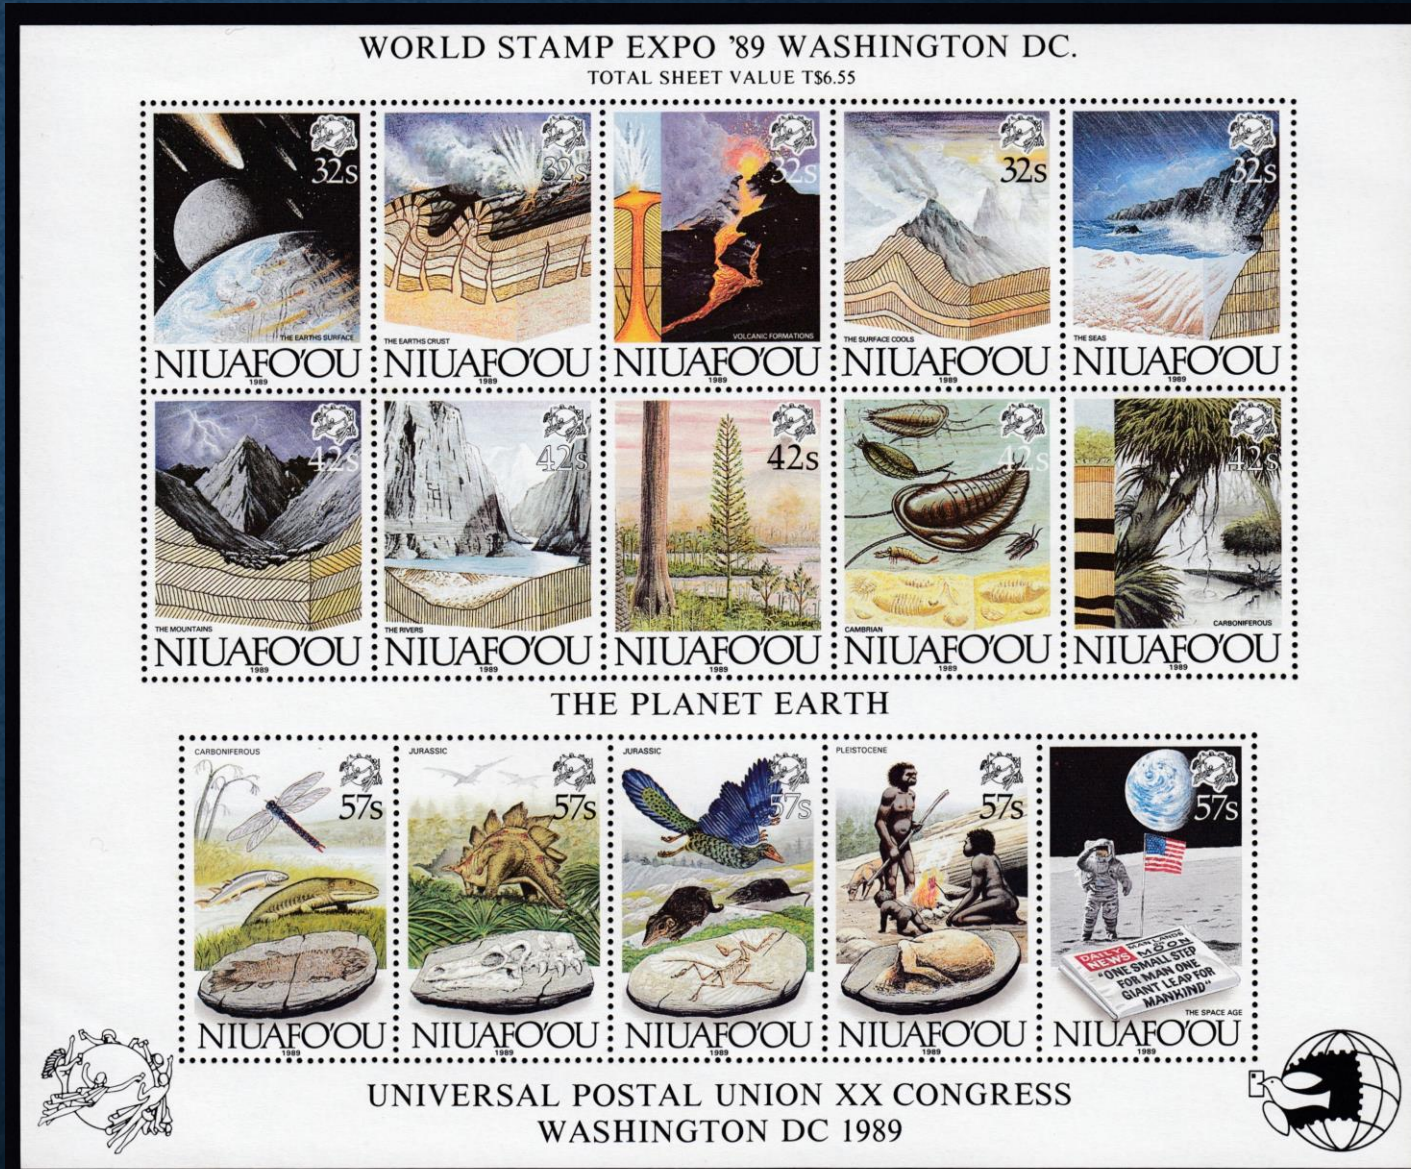 WORLD STAMP EXPO '89 WASHINGTON DC.
TOTAL SHEET VALUE T$6.55
32s
THE EARTHS SURFACE
NIUAFO'OU
1989
32s
THE EARTHS CRUST
NIUAFO'OU
1989
32s
VOLCANIC FORMATIONS
NIUAFO'OU
1989
32s
THE SURFACE COOLS
NIUAFO'OU
1989
32s
THE SEAS
NIUAFO'OU
1989
42s
THE MOUNTAINS
NIUAFO'OU
1989
42s
THE RIVERS
NIUAFO'OU
1989
42s
SILURIAN
NIUAFO'OU
1989
42s
CAMBRIAN
NIUAFO'OU
1989
42s
CARBONIFEROUS
NIUAFO'OU
1989
THE PLANET EARTH
CARBONIFEROUS
57s
NIUAFO'OU
1989
JURASSIC
57s
NIUAFO'OU
1989
JURASSIC
57s
NIUAFO'OU
1989
PLEISTOCENE
57s
NIUAFO'OU
1989
57s
DAILY
NEWS
MAN LANDS
ON
MOON
"ONE SMALL STEP
FOR MAN ONE
GIANT LEAP FOR
MANKIND"
THE SPACE AGE
NIUAFO'OU
1989
UNIVERSAL POSTAL UNION XX CONGRESS
WASHINGTON DC 1989